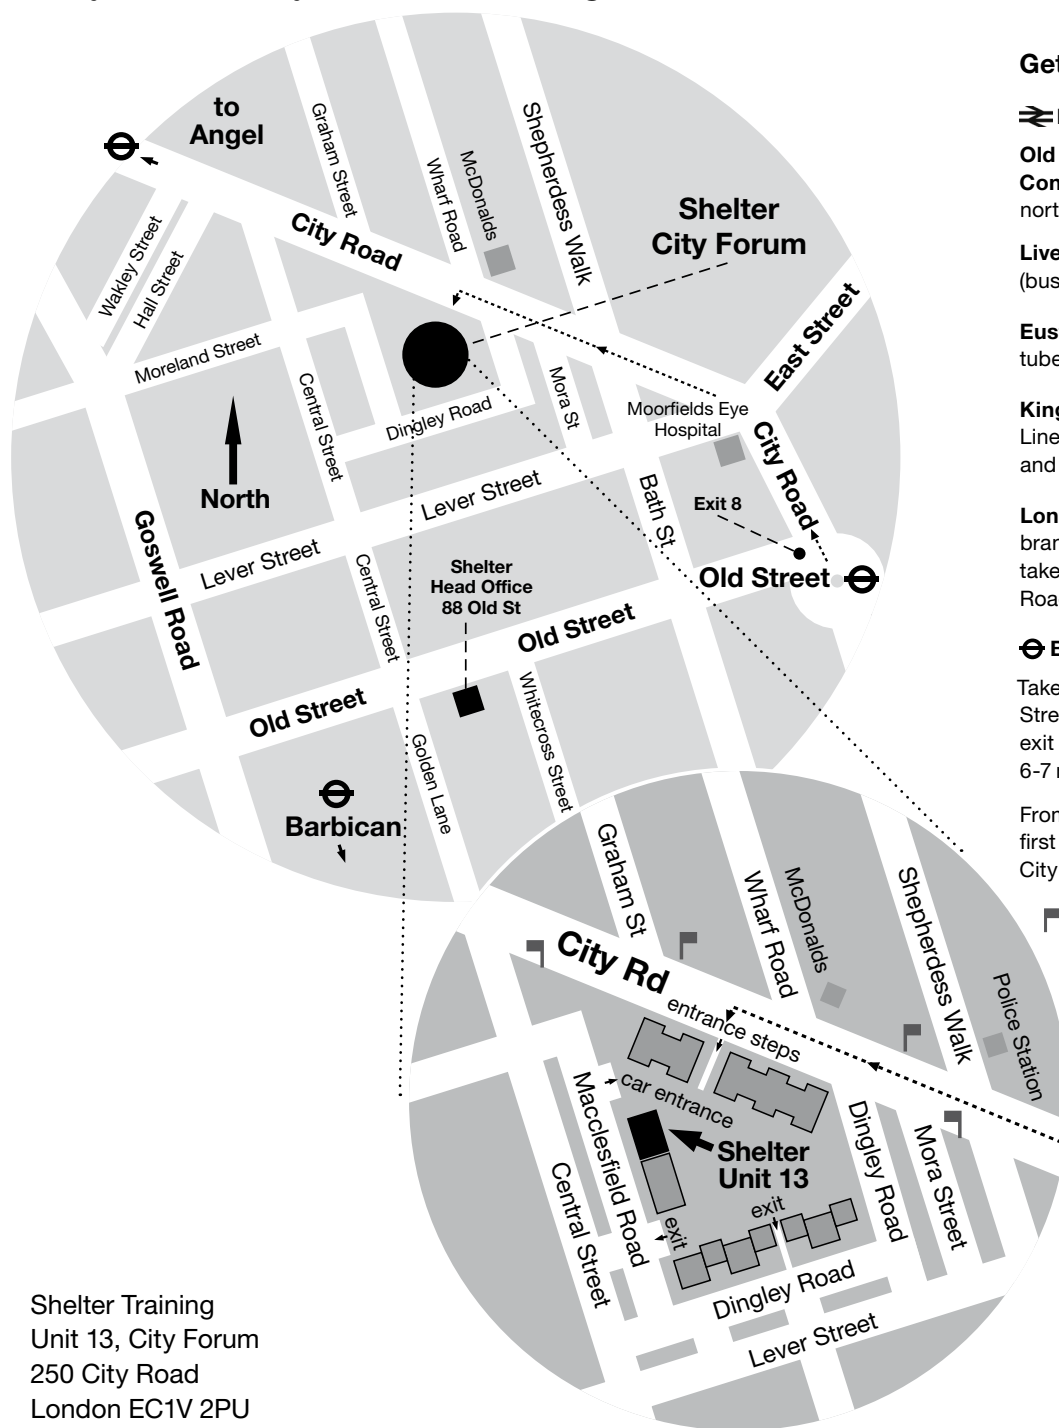 to
Angel
Graham Street
Wharf Road
McDonalds
Shepherdess Walk
City Road
Shelter
City Forum
Wakley Street
Hall Street
Moreland Street
East Street
Central Street
Dingley Road
Mora St
Moorfields Eye
Hospital
City Road
North
Lever Street
Bath St
Exit 8
Goswell Road
Lever Street
Central Street
Shelter
Head Office
88 Old St
Old Street
Old Street
Old Street
Whitecross Street
Golden Lane
Barbican
Graham St
Wharf Road
McDonalds
Shepherdess Walk
City Rd
Police Station
entrance steps
car entrance
Macclesfield Road
Shelter
Unit 13
Dingley Road
Mora Street
Central Street
exit
exit
Dingley Road
Lever Street
Shelter Training
Unit 13, City Forum
250 City Road
London EC1V 2PU
Get
Old
Con
nort
Live
(bus
Eus
tube
King
Line
and
Lon
bran
take
Roa
Take
Stre
exit
6-7
From
first
City